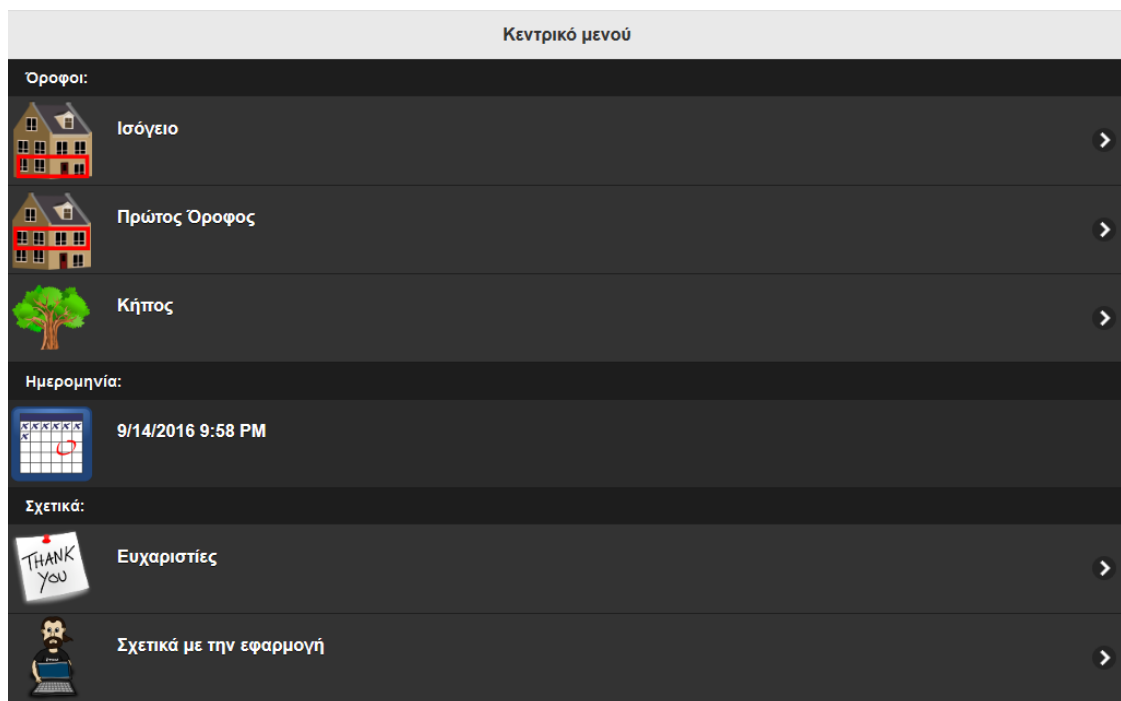 Κεντρικό μενού
Όροφοι:
Ισόγειο
Πρώτος Όροφος
Κήπος
Ημερομηνία:
9/14/2016 9:58 PM
Σχετικά:
THANK
YOU
Ευχαριστίες
Σχετικά με την εφαρμογή